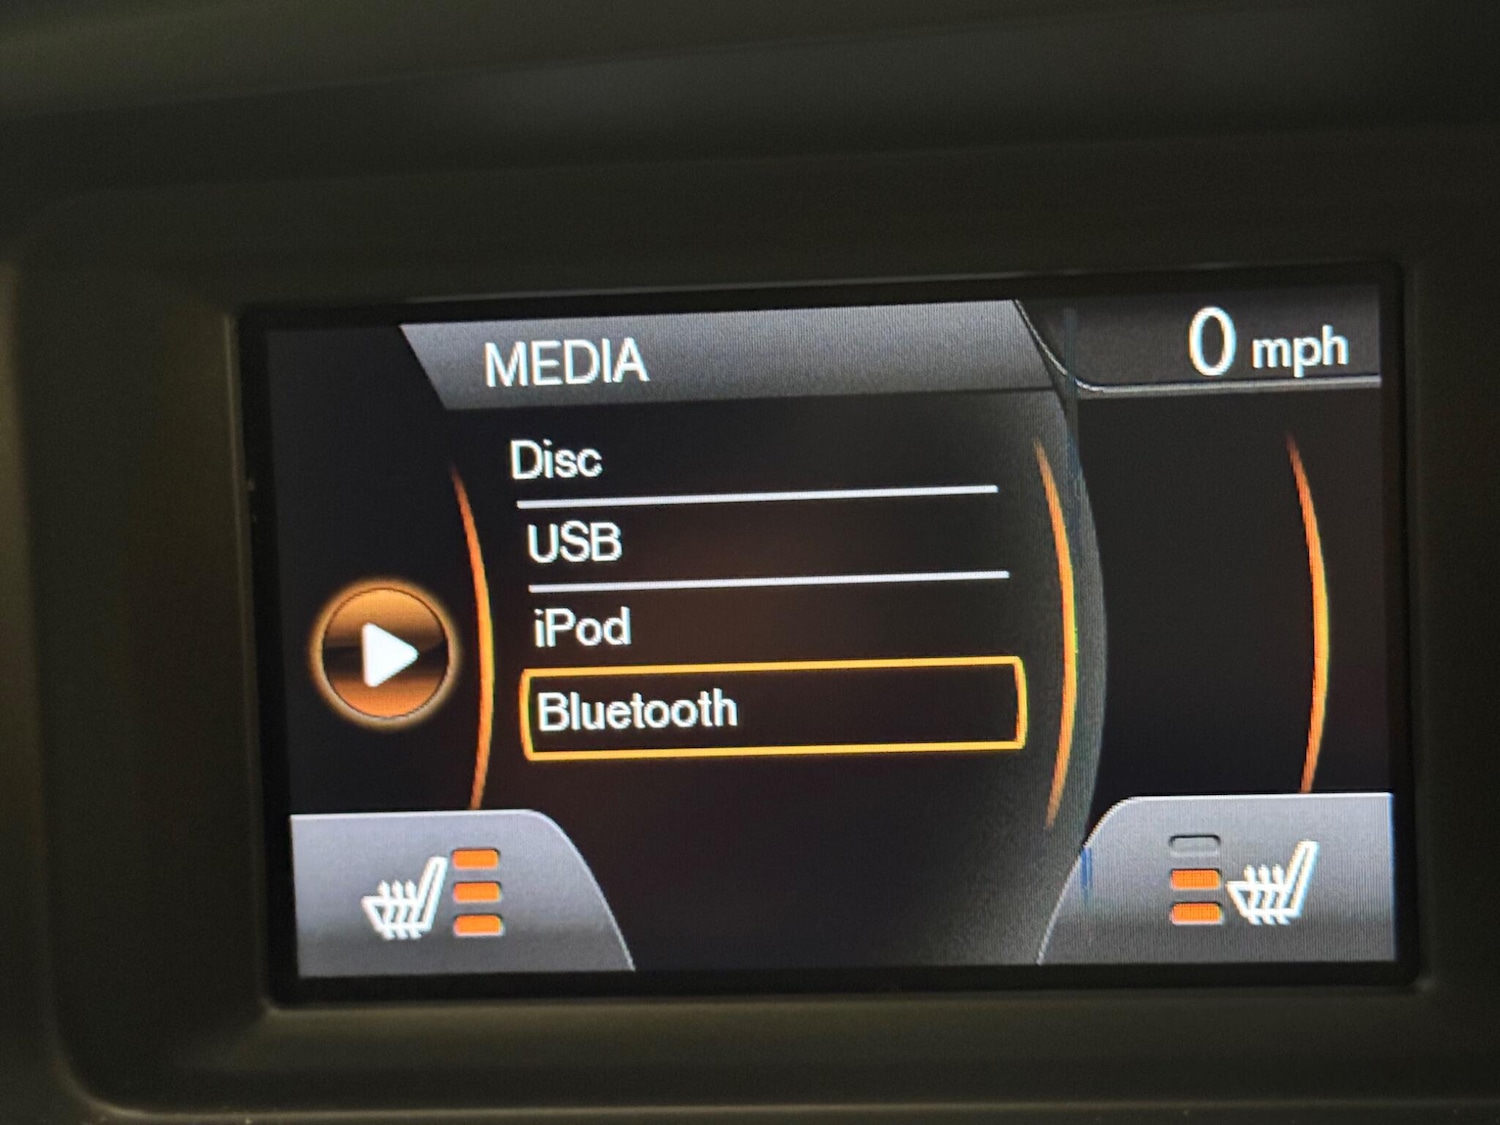 MEDIA
0 mph
Disc
USB
iPod
Bluetooth